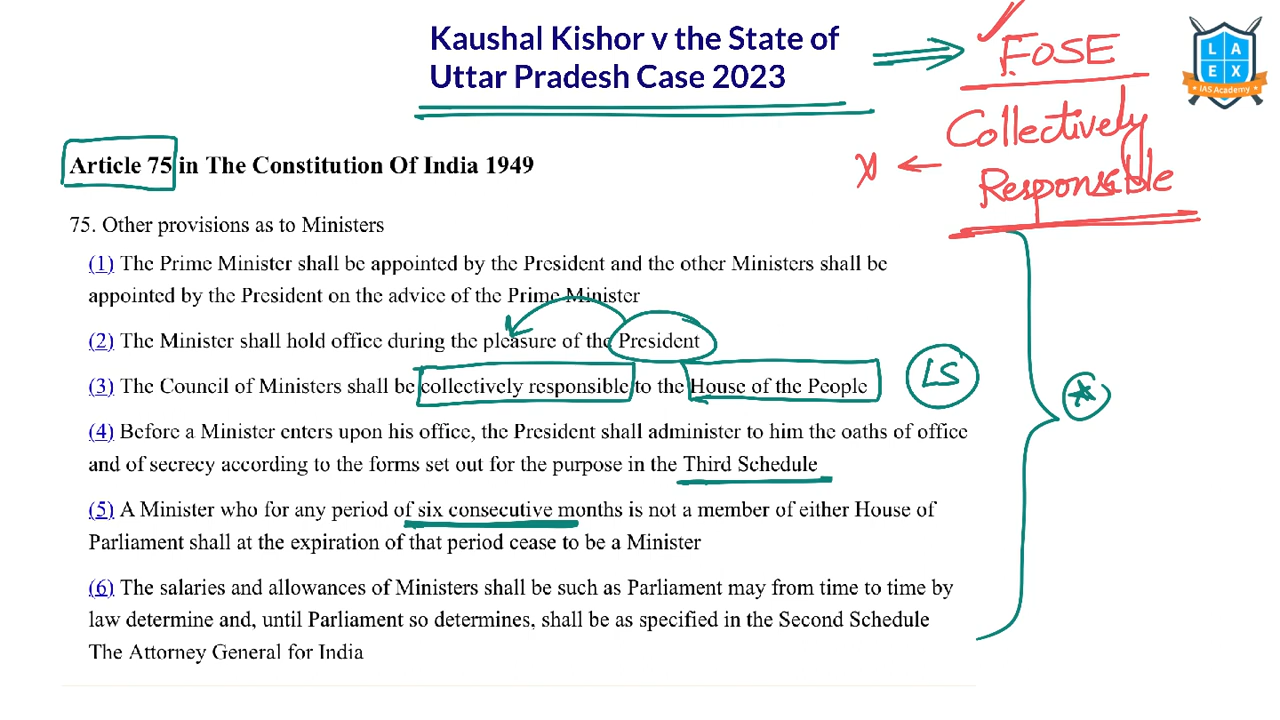 Kaushal Kishor v the State of
Uttar Pradesh Case 2023
FOSE
Collectively
Responsible
L A
E X
IAS Academy
Article 75 in The Constitution Of India 1949
75. Other provisions as to Ministers
(1) The Prime Minister shall be appointed by the President and the other Ministers shall be
appointed by the President on the advice of the Prime Minister
(2) The Minister shall hold office during the pleasure of the President
(3) The Council of Ministers shall be collectively responsible to the House of the People
LS
(4) Before a Minister enters upon his office, the President shall administer to him the oaths of office
and of secrecy according to the forms set out for the purpose in the Third Schedule
(5) A Minister who for any period of six consecutive months is not a member of either House of
Parliament shall at the expiration of that period cease to be a Minister
(6) The salaries and allowances of Ministers shall be such as Parliament may from time to time by
law determine and, until Parliament so determines, shall be as specified in the Second Schedule
The Attorney General for India